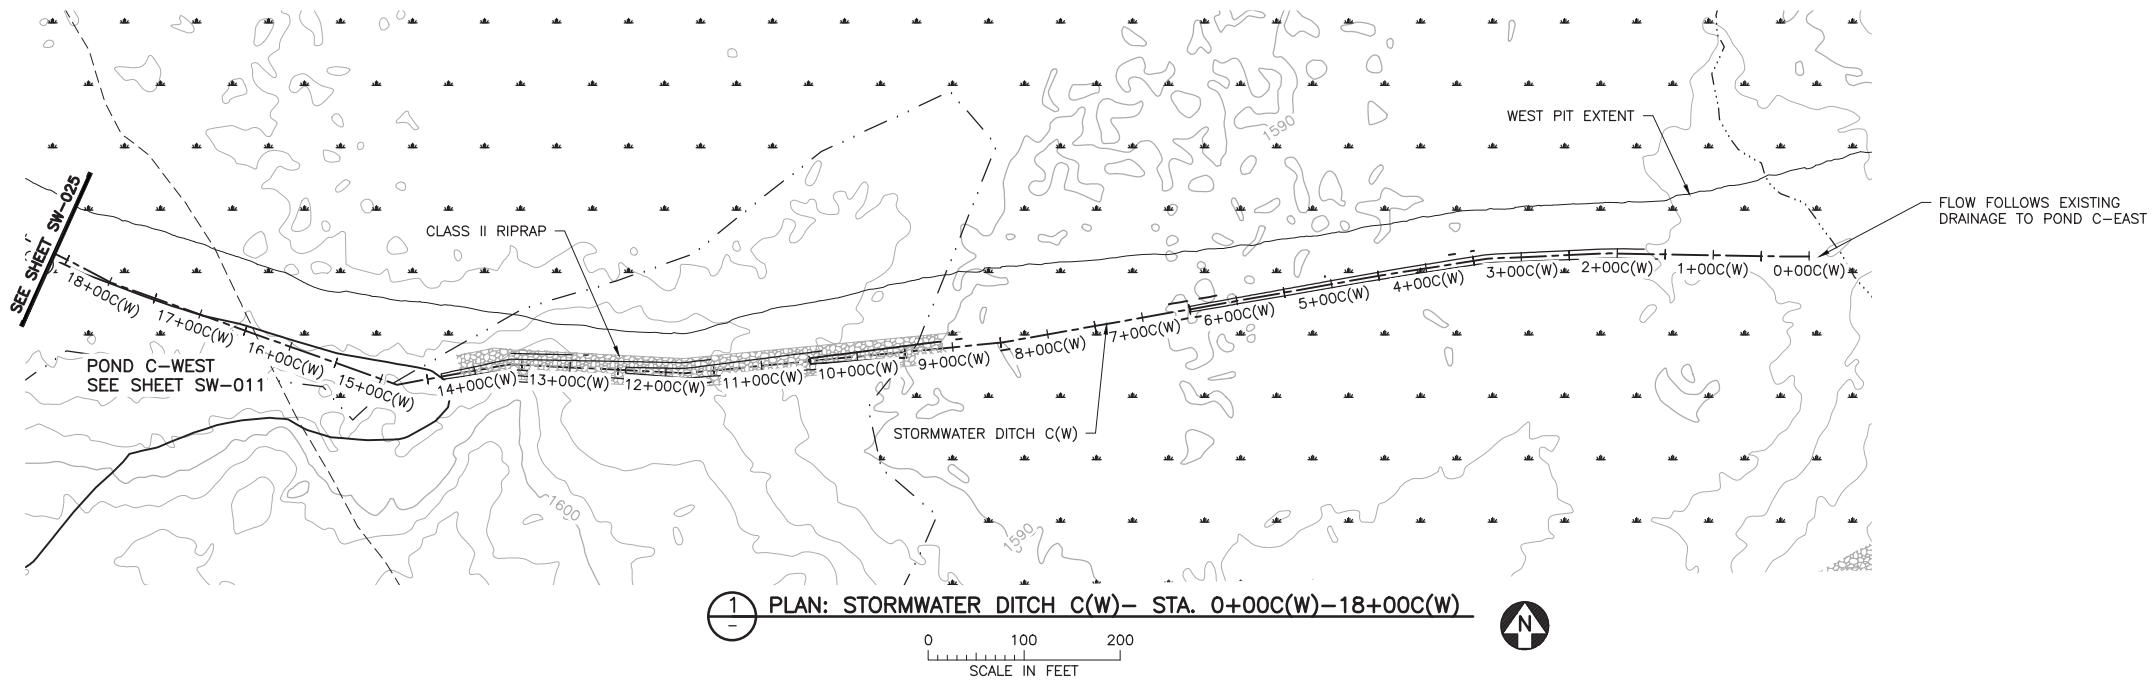 1590
WEST PIT EXTENT
FLOW FOLLOWS EXISTING
DRAINAGE TO POND C-EAST
SEE SHEET SW-025
CLASS II RIPRAP
18+00C(W)
17+00C(W)
16+00C(W)
15+00C(W)
14+00C(W)
13+00C(W)
12+00C(W)
11+00C(W)
10+00C(W)
9+00C(W)
8+00C(W)
7+00C(W)
6+00C(W)
5+00C(W)
4+00C(W)
3+00C(W)
2+00C(W)
1+00C(W)
0+00C(W)
POND C-WEST
SEE SHEET SW-011
STORMWATER DITCH C(W)
1600
1590
1
–
PLAN: STORMWATER DITCH C(W)– STA. 0+00C(W)–18+00C(W)
N
0 100 200
SCALE IN FEET